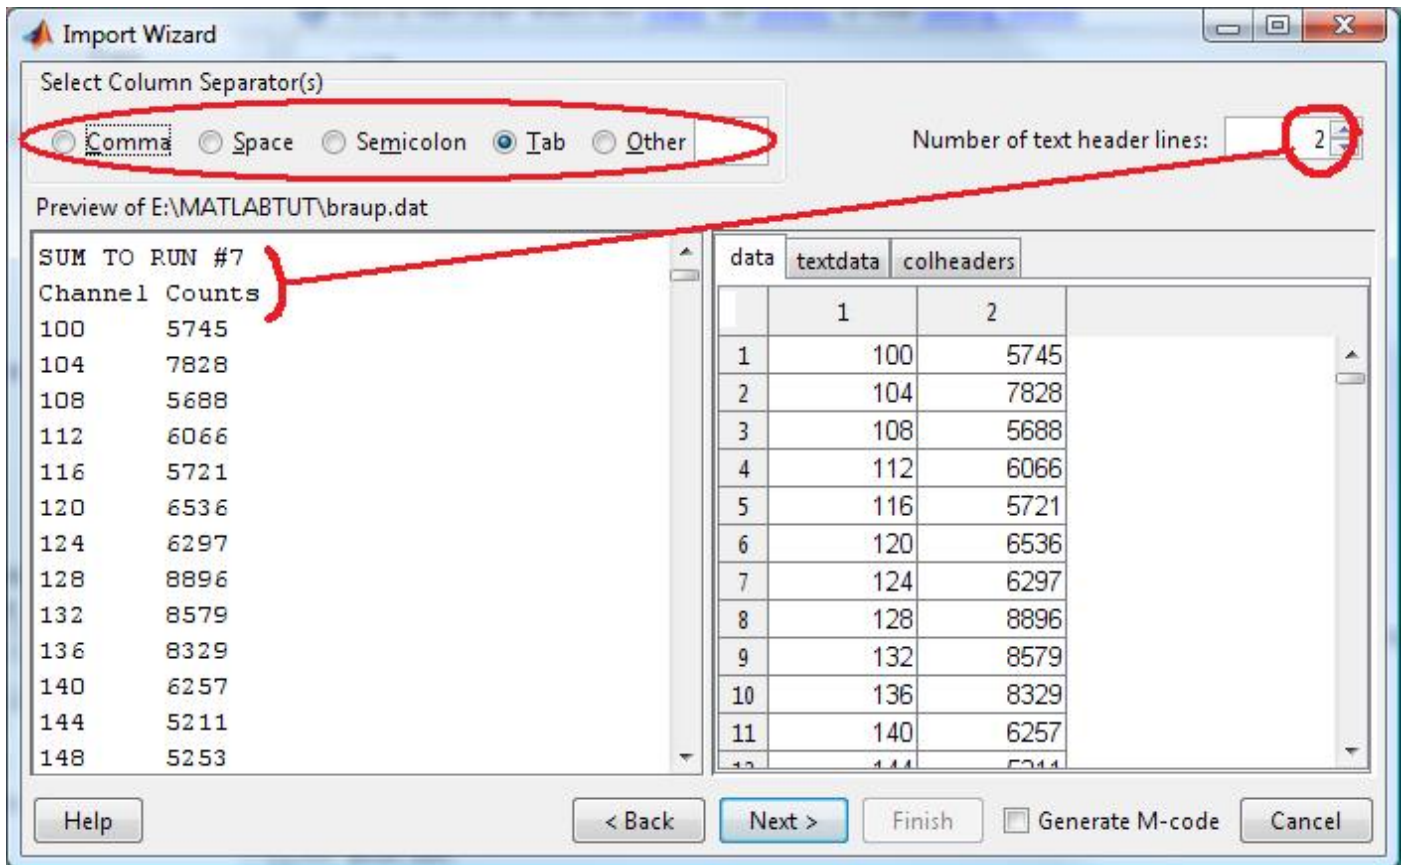 Import Wizard
Select Column Separator(s)
Comma Space Semicolon Tab Other
Number of text header lines: 2
Preview of E:\MATLABTUT\braup.dat
SUM TO RUN #7
Channel Counts
100 5745
104 7828
108 5688
112 6066
116 5721
120 6536
124 6297
128 8896
132 8579
136 8329
140 6257
144 5211
148 5253
data textdata colheaders
1 2
1 100 5745
2 104 7828
3 108 5688
4 112 6066
5 116 5721
6 120 6536
7 124 6297
8 128 8896
9 132 8579
10 136 8329
11 140 6257
12 144 5211
Help < Back Next > Finish Generate M-code Cancel